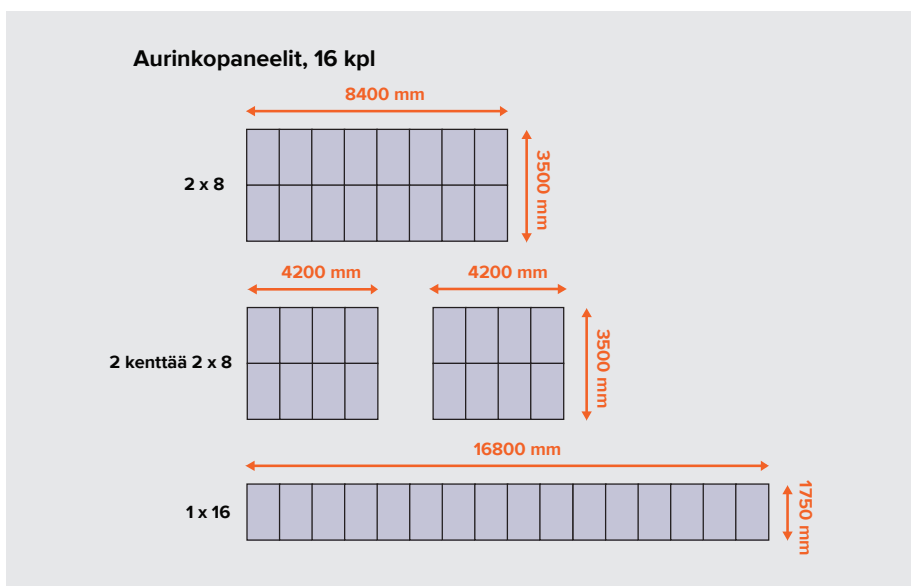 Aurinkopaneelit, 16 kpl
8400 mm
2 x 8
3500 mm
4200 mm
4200 mm
2 kenttää 2 x 8
3500 mm
16800 mm
1 x 16
1750 mm